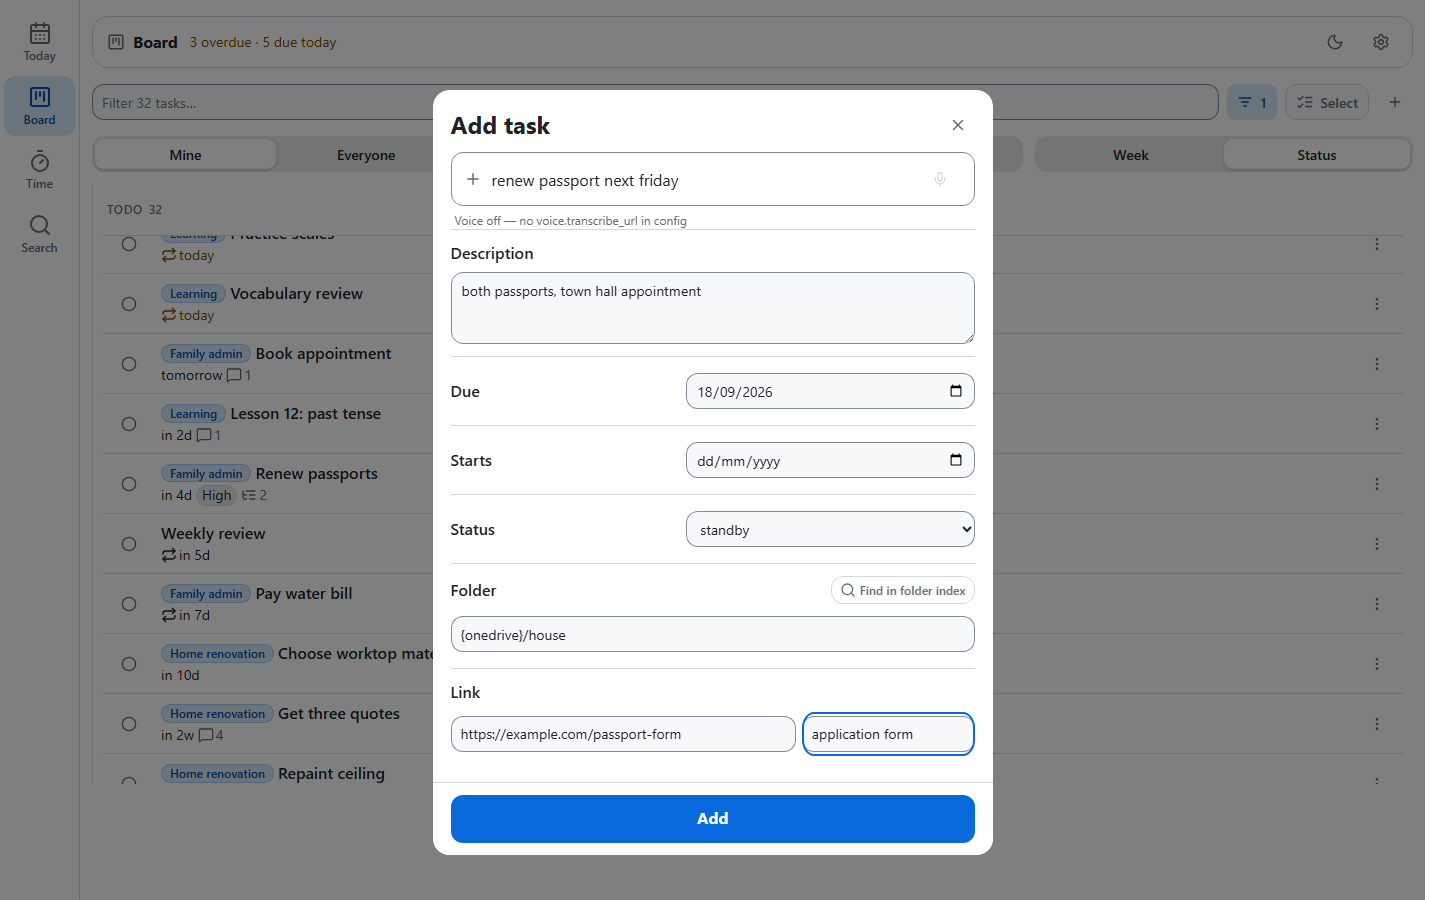 Today
Board
Time
Search
Board 3 overdue · 5 due today
Filter 32 tasks...
1
Select
Mine
Everyone
Week
Status
TODO 32
Learning Practice scales
today
Learning Vocabulary review
today
Family admin Book appointment
tomorrow 1
Learning Lesson 12: past tense
in 2d 1
Family admin Renew passports
in 4d High 2
Weekly review
in 5d
Family admin Pay water bill
in 7d
Home renovation Choose worktop mate
in 10d
Home renovation Get three quotes
in 2w 4
Home renovation Repaint ceiling
Add task
renew passport next friday
Voice off — no voice.transcribe_url in config
Description
both passports, town hall appointment
Due
18/09/2026
Starts
dd/mm/yyyy
Status
standby
Folder
Find in folder index
{onedrive}/house
Link
https://example.com/passport-form
application form
Add